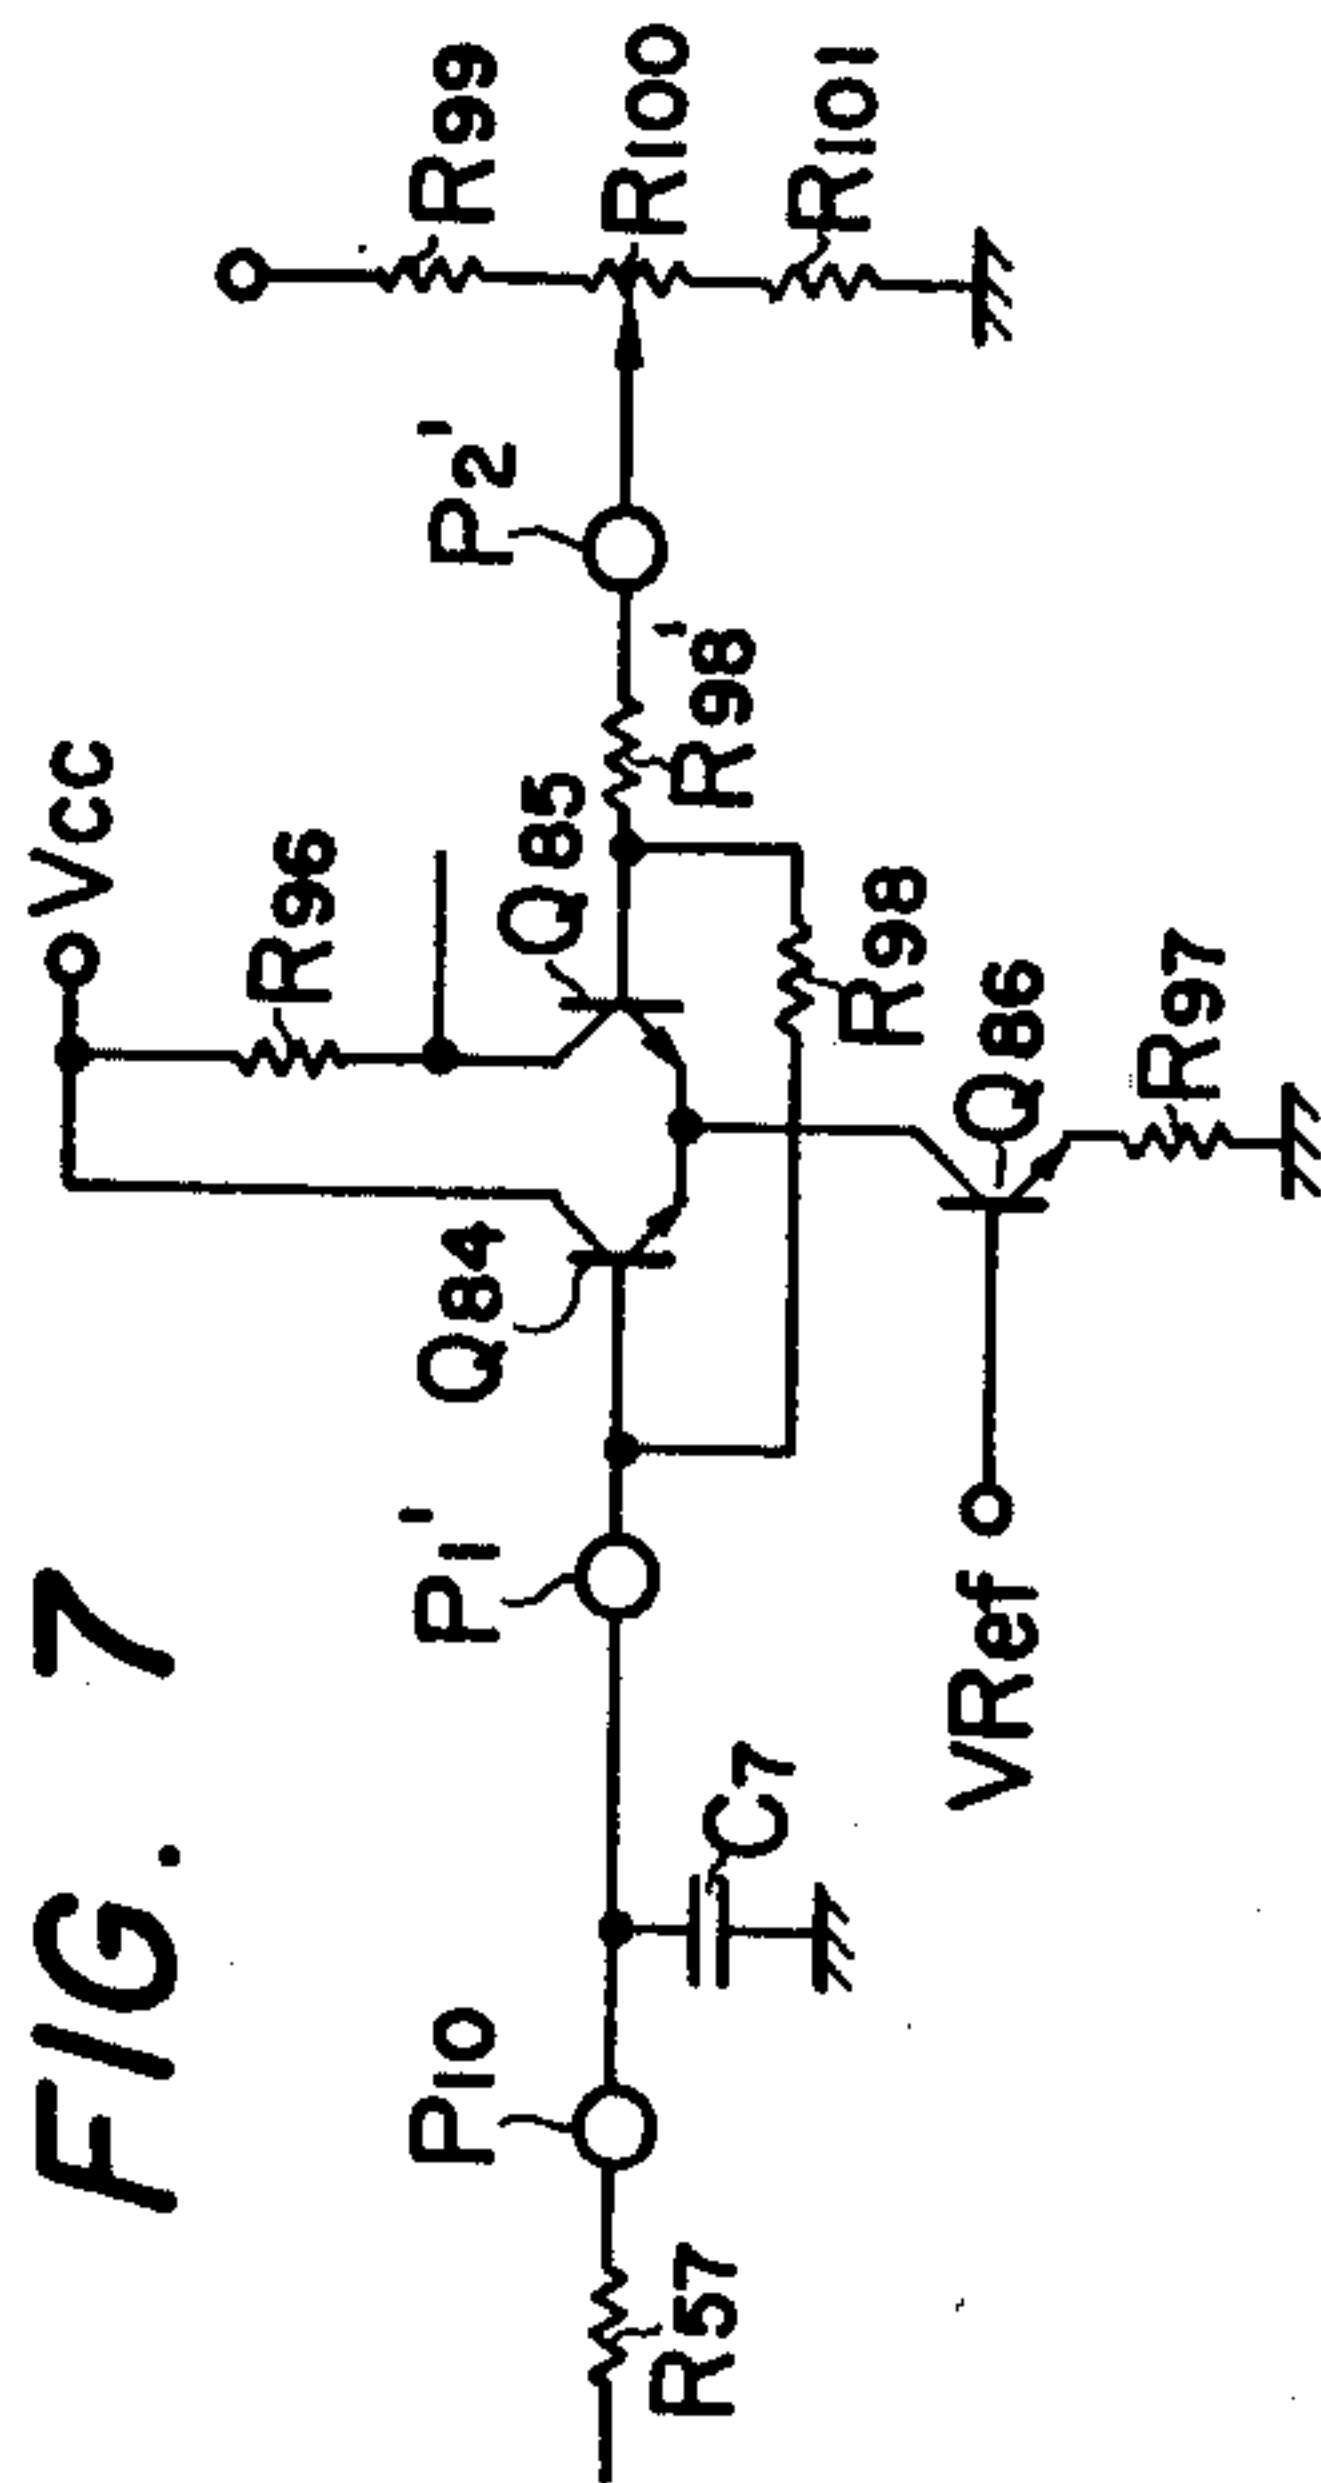 FIG. 7
Vcc
R96
R99
R100
R101
P10
P1'
Q84
Q85
P2'
R57
C7
R98'
R98
VRef
Q86
R97